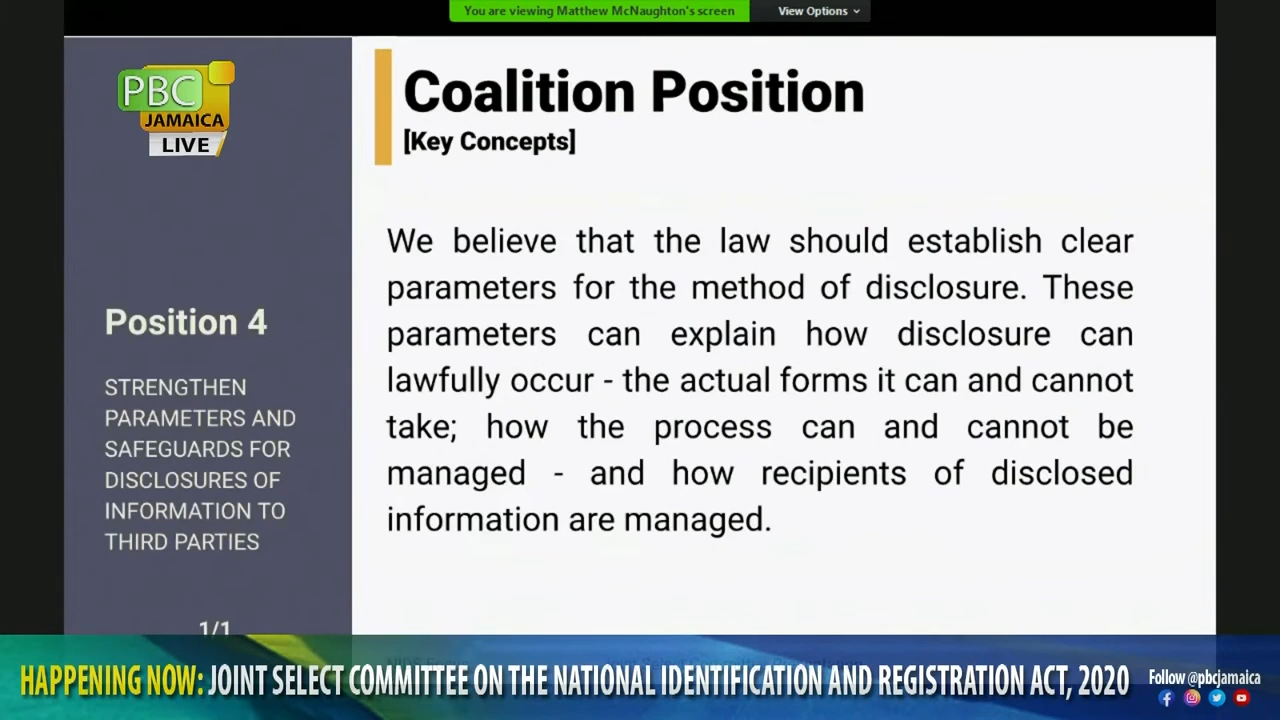 You are viewing Matthew McNaughton's screen
View Options
PBC
JAMAICA
LIVE
Coalition Position
[Key Concepts]
We believe that the law should establish clear
parameters for the method of disclosure. These
parameters can explain how disclosure can
lawfully occur - the actual forms it can and cannot
take; how the process can and cannot be
managed - and how recipients of disclosed
information are managed.
Position 4
STRENGTHEN
PARAMETERS AND
SAFEGUARDS FOR
DISCLOSURES OF
INFORMATION TO
THIRD PARTIES
1/1
HAPPENING NOW: JOINT SELECT COMMITTEE ON THE NATIONAL IDENTIFICATION AND REGISTRATION ACT, 2020
Follow @pbcjamaica